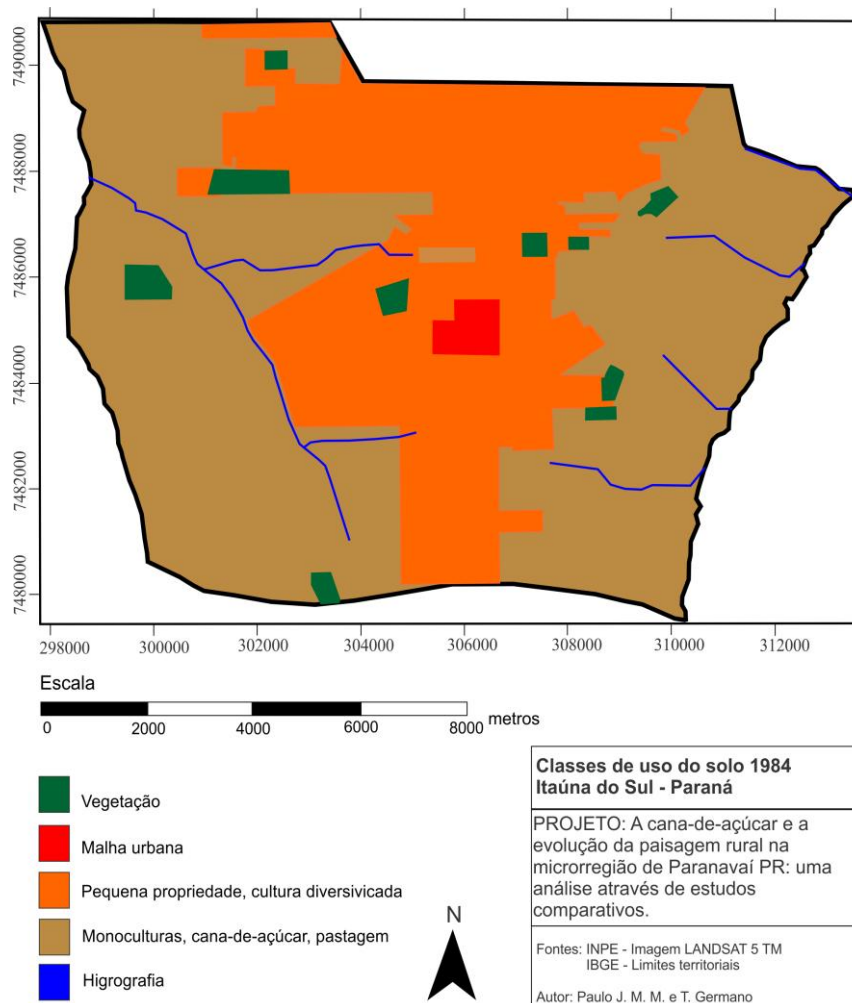 7490000
7488000
7486000
7484000
7482000
7480000
298000 300000 302000 304000 306000 308000 310000 312000
Escala
0 2000 4000 6000 8000 metros
Vegetação
Malha urbana
Pequena propriedade, cultura diversivicada
Monoculturas, cana-de-açúcar, pastagem
Higrografia
N
Classes de uso do solo 1984
Itaúna do Sul - Paraná
PROJETO: A cana-de-açúcar e a
evolução da paisagem rural na
microrregião de Paranavaí PR: uma
análise através de estudos
comparativos.
Fontes: INPE - Imagem LANDSAT 5 TM
IBGE - Limites territoriais
Autor: Paulo J. M. M. e T. Germano